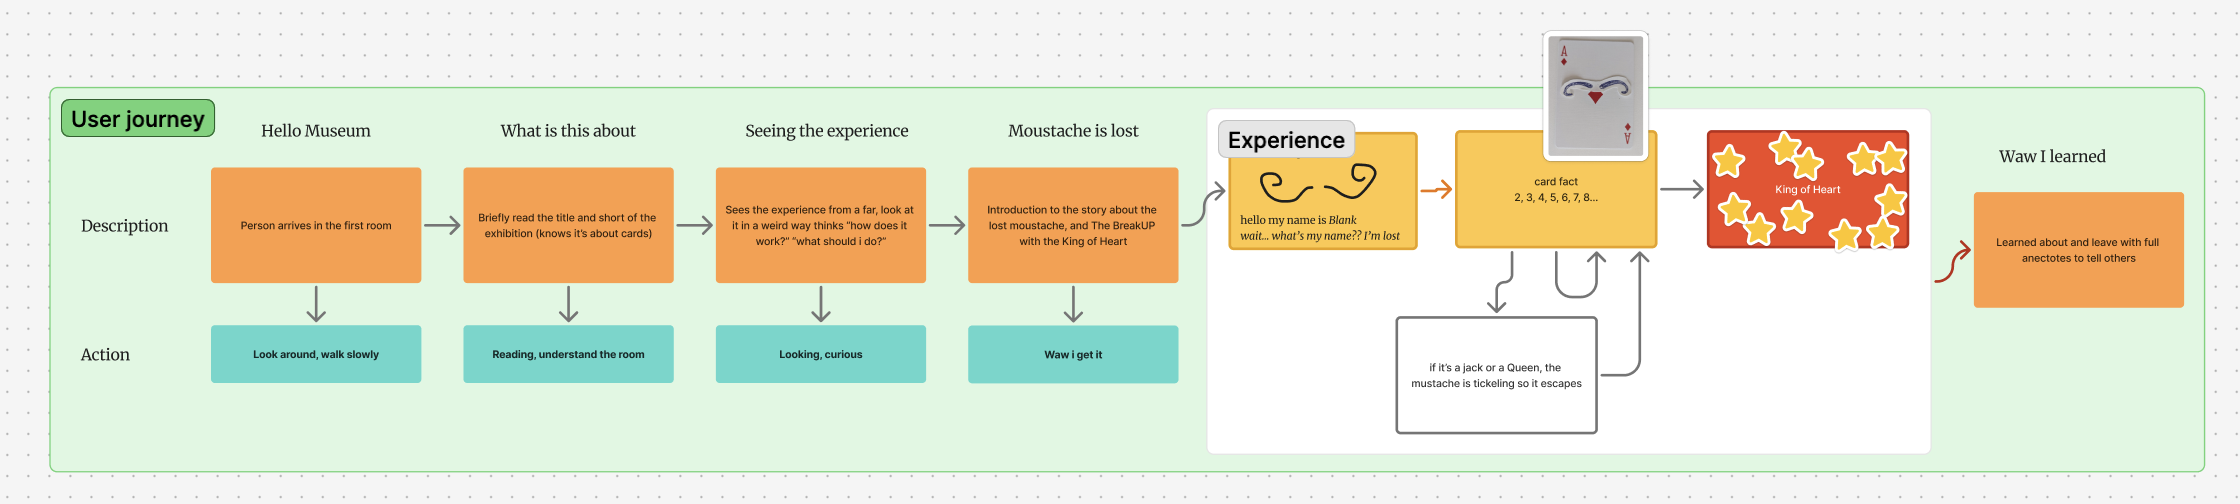 User journey
Hello Museum
What is this about
Seeing the experience
Moustache is lost
Experience
Waw I learned
Description
Person arrives in the first room
Briefly read the title and short of the
exhibition (knows it's about cards)
Sees the experience from a far, look at
it in a weird way thinks "how does it
work?" "what should i do?"
Introduction to the story about the
lost moustache, and The BreakUP
with the King of Heart
hello my name is Blank
wait... what's my name?? I'm lost
A
A
card fact
2, 3, 4, 5, 6, 7, 8...
King of Heart
Learned about and leave with full
anectotes to tell others
if it's a jack or a Queen, the
mustache is tickeling so it escapes
Action
Look around, walk slowly
Reading, understand the room
Looking, curious
Waw i get it